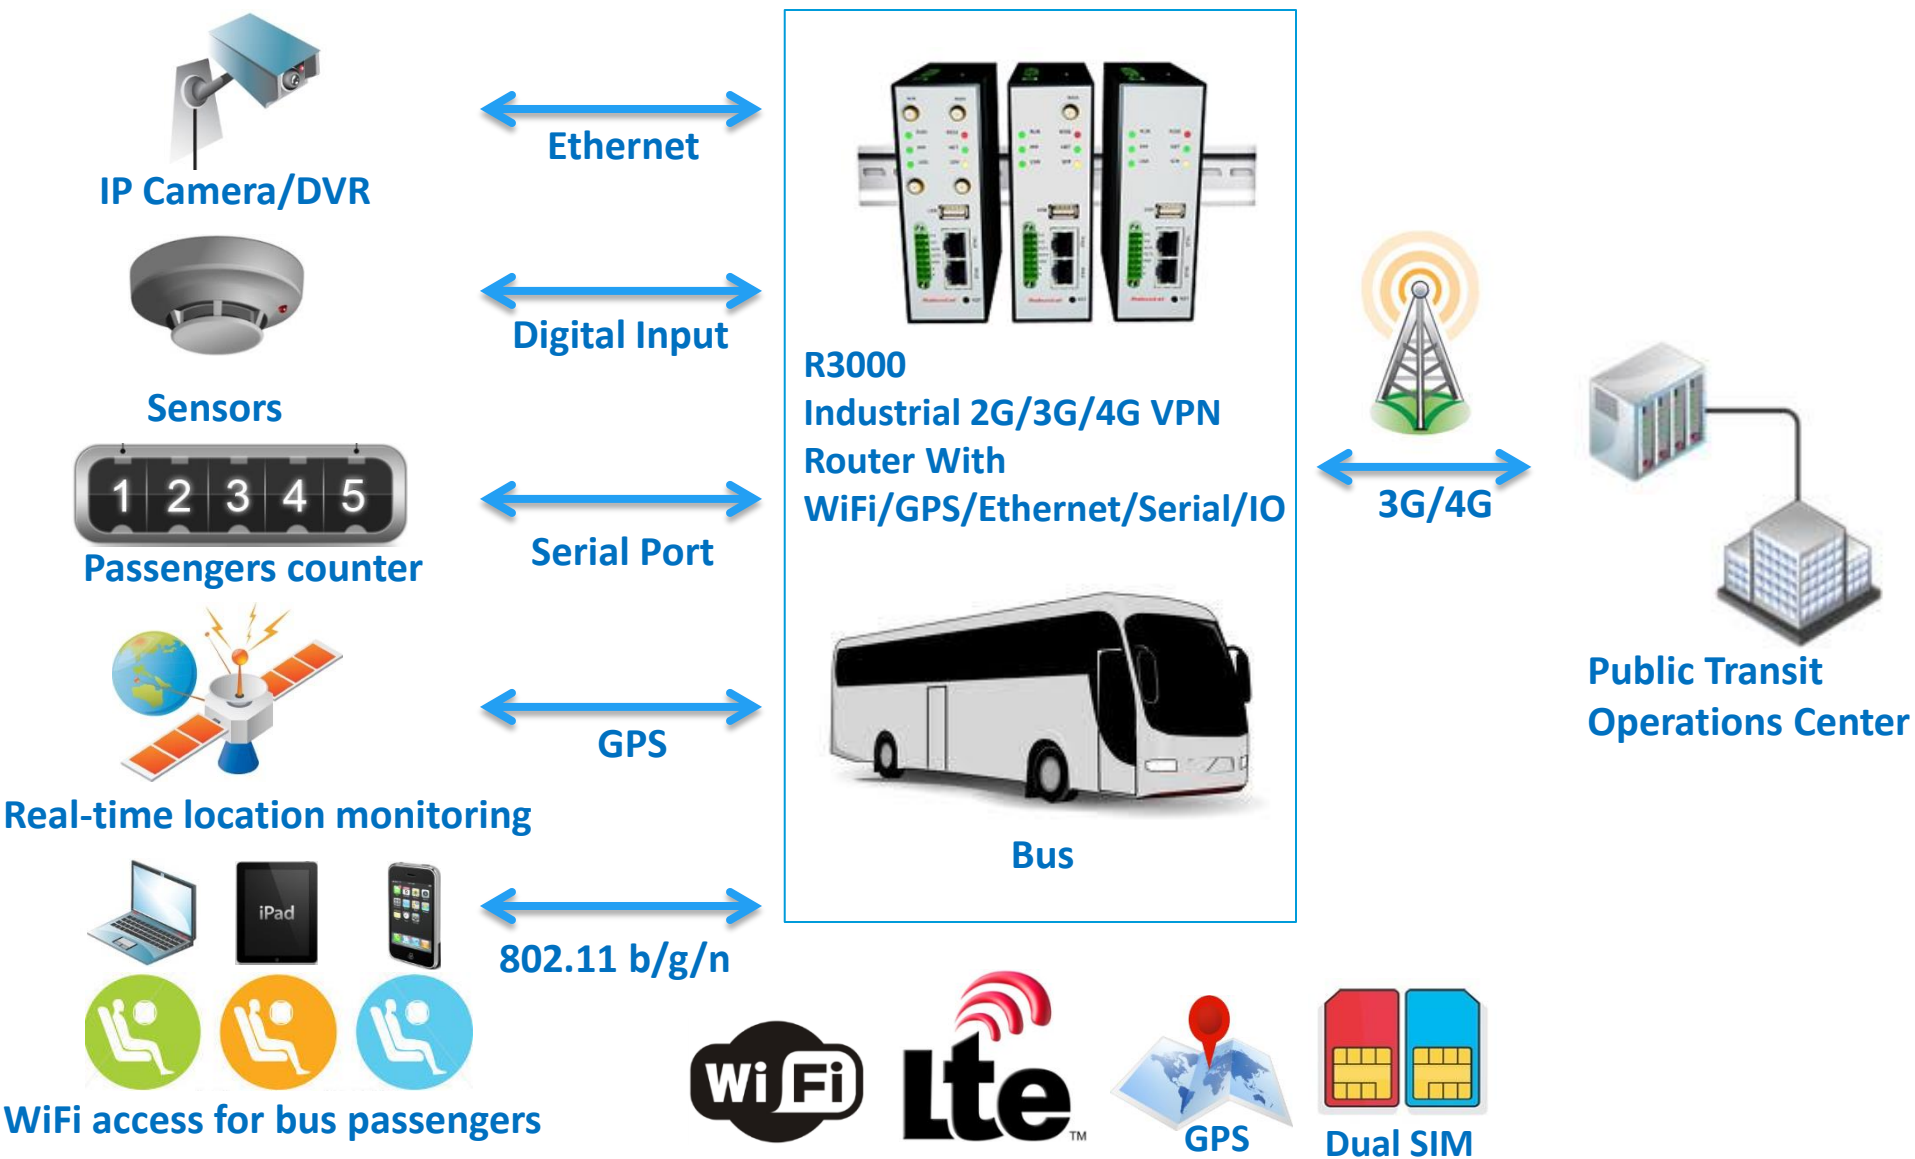 IP Camera/DVR
Ethernet
Sensors
Digital Input
1 2 3 4 5
Passengers counter
Serial Port
Real-time location monitoring
GPS
iPad
802.11 b/g/n
WiFi access for bus passengers
R3000
Industrial 2G/3G/4G VPN
Router With
WiFi/GPS/Ethernet/Serial/IO
Bus
3G/4G
Public Transit
Operations Center
WiFi
Lte TM
GPS
Dual SIM